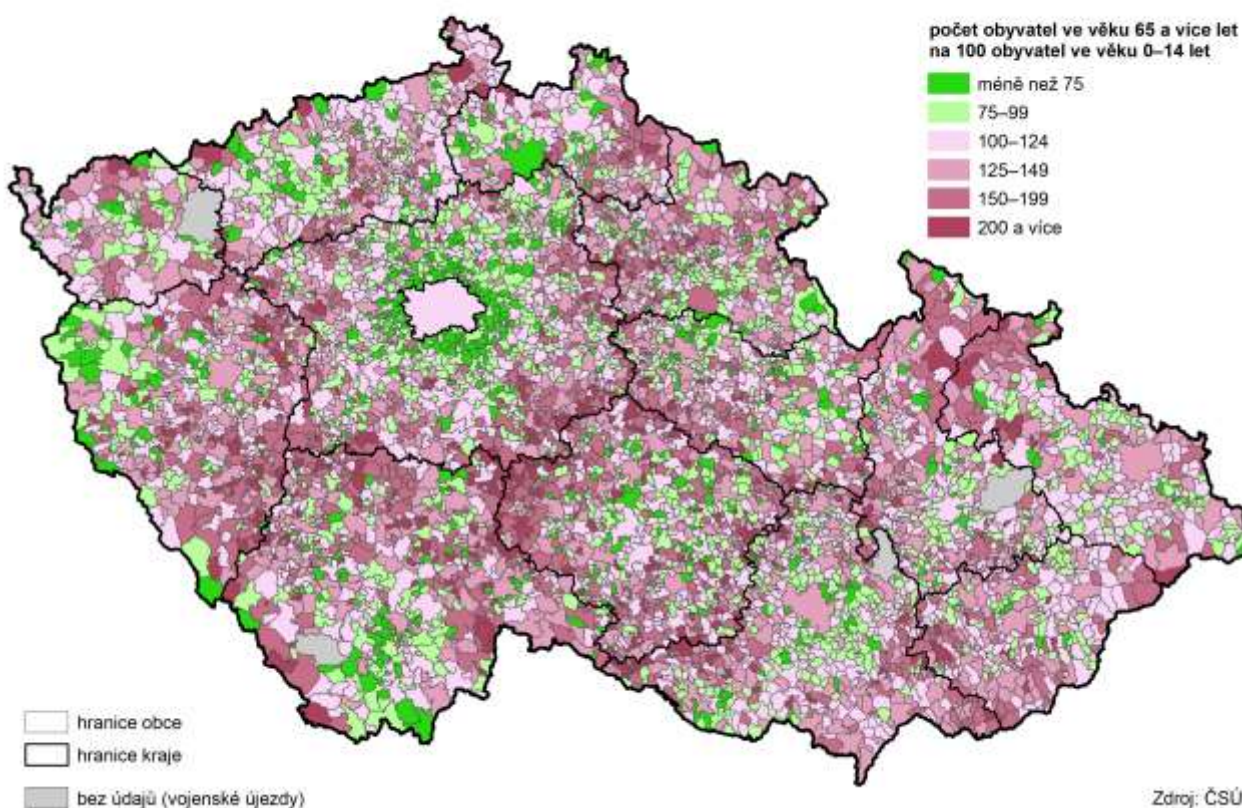 počet obyvatel ve věku 65 a více let
na 100 obyvatel ve věku 0–14 let
méně než 75
75–99
100–124
125–149
150–199
200 a více
hranice obce
hranice kraje
bez údajů (vojenské újezdy)
Zdroj: ČSÚ